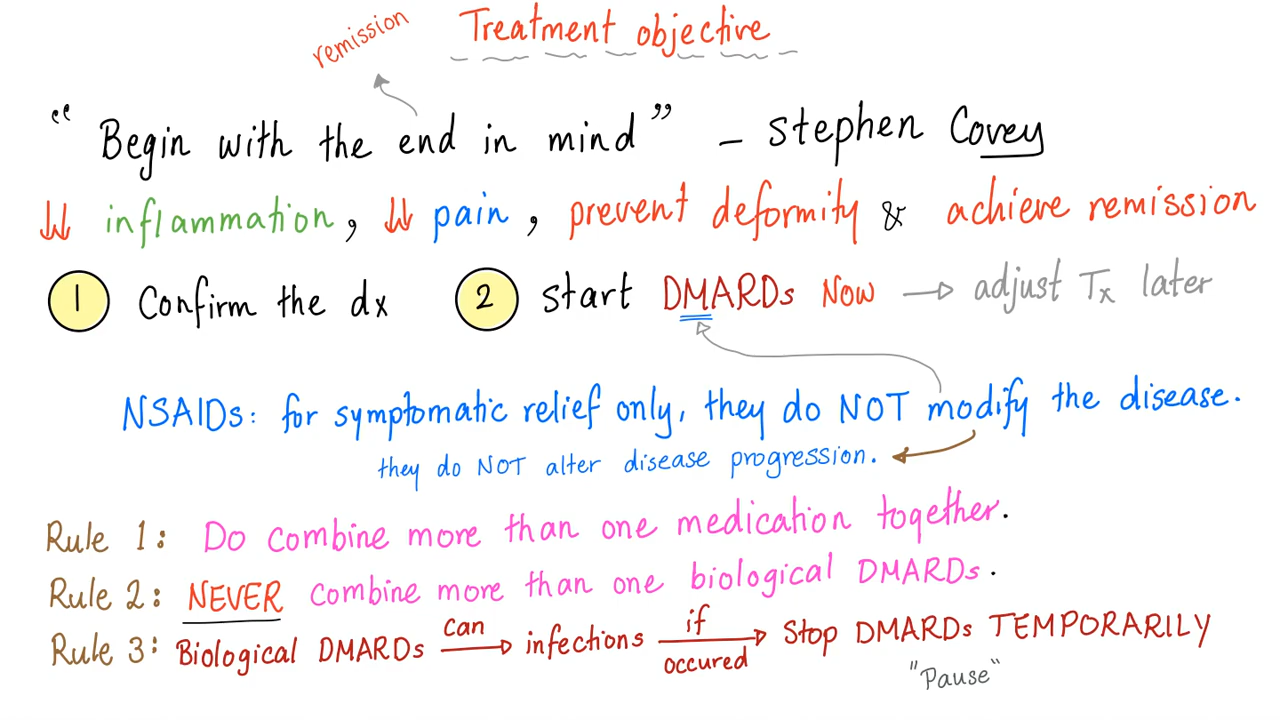 Treatment objective
remission
“ Begin with the end in mind ” – Stephen Covey
↓↓ inflammation, ↓↓ pain, prevent deformity & achieve remission
1 Confirm the dx 2 Start DMARDs Now → adjust Tx later
NSAIDs: for symptomatic relief only, they do NOT modify the disease.
they do NOT alter disease progression.
Rule 1: Do combine more than one medication together.
Rule 2: NEVER combine more than one biological DMARDs.
Rule 3: Biological DMARDs can → infections if occured → Stop DMARDs TEMPORARILY
"Pause"